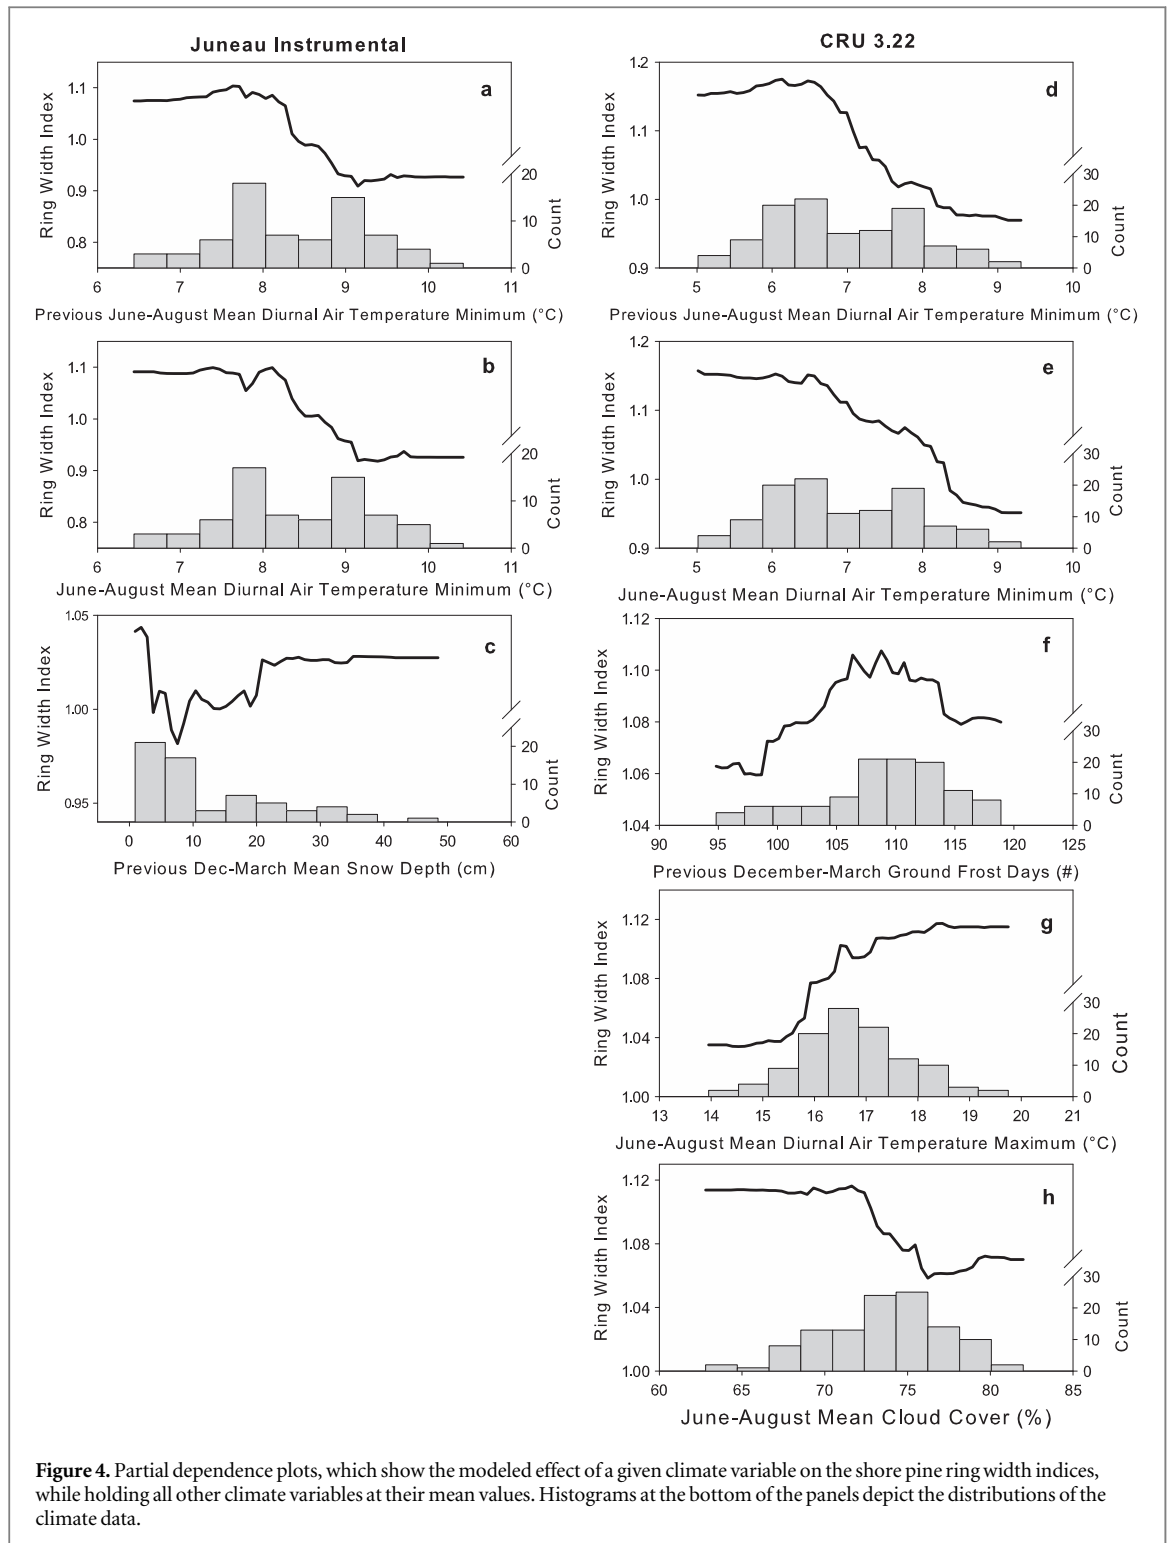 Juneau Instrumental
CRU 3.22
a
Ring Width Index
1.1
1.0
0.9
0.8
20
10
0
Count
6 7 8 9 10 11
Previous June-August Mean Diurnal Air Temperature Minimum (°C)
d
Ring Width Index
1.2
1.1
1.0
0.9
30
20
10
0
Count
5 6 7 8 9 10
Previous June-August Mean Diurnal Air Temperature Minimum (°C)
b
Ring Width Index
1.1
1.0
0.9
0.8
20
10
0
Count
6 7 8 9 10 11
June-August Mean Diurnal Air Temperature Minimum (°C)
e
Ring Width Index
1.2
1.1
1.0
0.9
30
20
10
0
Count
5 6 7 8 9 10
June-August Mean Diurnal Air Temperature Minimum (°C)
c
Ring Width Index
1.05
1.00
0.95
20
10
0
Count
0 10 20 30 40 50 60
Previous Dec-March Mean Snow Depth (cm)
f
Ring Width Index
1.12
1.10
1.08
1.06
1.04
30
20
10
0
Count
90 95 100 105 110 115 120 125
Previous December-March Ground Frost Days (#)
g
Ring Width Index
1.12
1.08
1.04
1.00
30
20
10
0
Count
13 14 15 16 17 18 19 20 21
June-August Mean Diurnal Air Temperature Maximum (°C)
h
Ring Width Index
1.12
1.08
1.04
1.00
30
20
10
0
Count
60 65 70 75 80 85
June-August Mean Cloud Cover (%)
Figure 4. Partial dependence plots, which show the modeled effect of a given climate variable on the shore pine ring width indices,
while holding all other climate variables at their mean values. Histograms at the bottom of the panels depict the distributions of the
climate data.